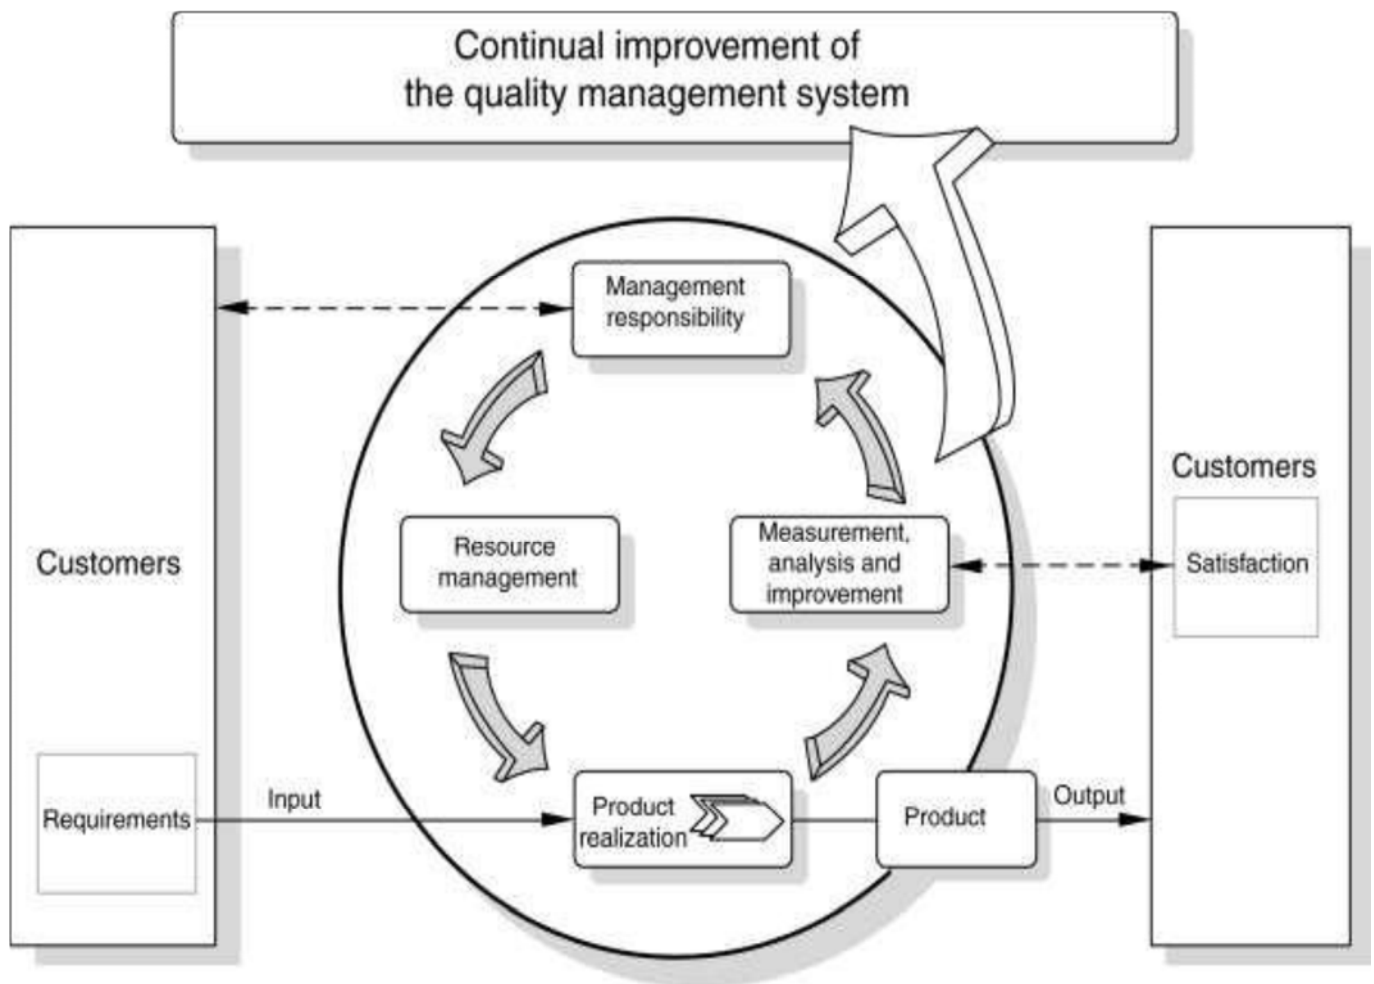 Continual improvement of
the quality management system
Management
responsibility
Customers
Resource
management
Measurement,
analysis and
improvement
Customers
Satisfaction
Requirements
Input
Product
realization
Product
Output